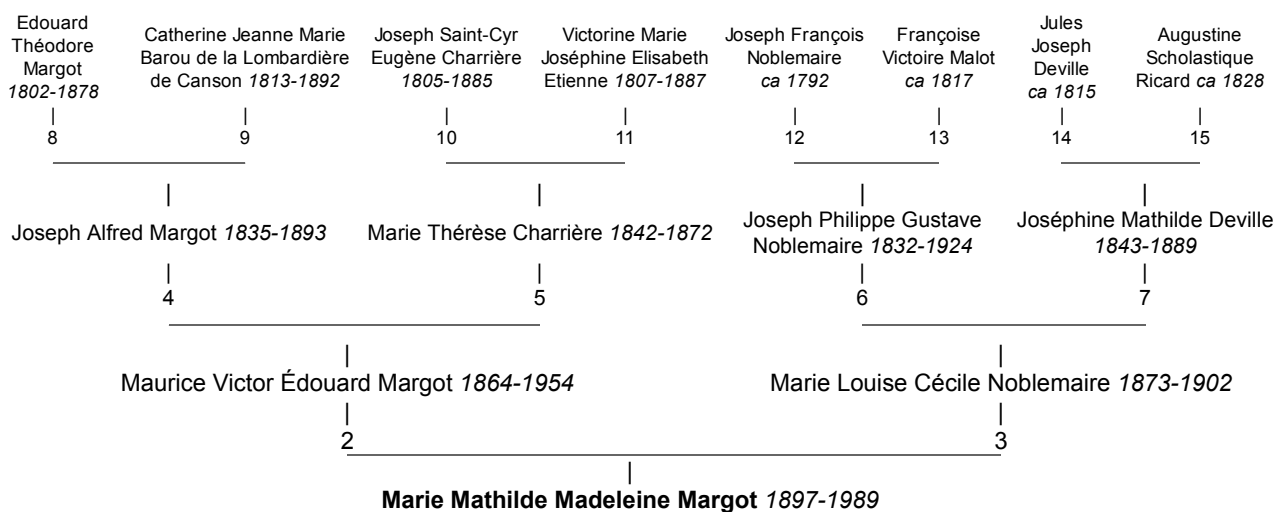 Edouard
Théodore
Margot
1802-1878
Catherine Jeanne Marie
Barou de la Lombardière
de Canson 1813-1892
Joseph Saint-Cyr
Eugène Charrière
1805-1885
Victorine Marie
Joséphine Elisabeth
Etienne 1807-1887
Joseph François
Noblemaire
ca 1792
Françoise
Victoire Malot
ca 1817
Jules
Joseph
Deville
ca 1815
Augustine
Scholastique
Ricard ca 1828
8
9
10
11
12
13
14
15
Joseph Alfred Margot 1835-1893
Marie Thérèse Charrière 1842-1872
Joseph Philippe Gustave
Noblemaire 1832-1924
Joséphine Mathilde Deville
1843-1889
4
5
6
7
Maurice Victor Édouard Margot 1864-1954
Marie Louise Cécile Noblemaire 1873-1902
2
3
Marie Mathilde Madeleine Margot 1897-1989